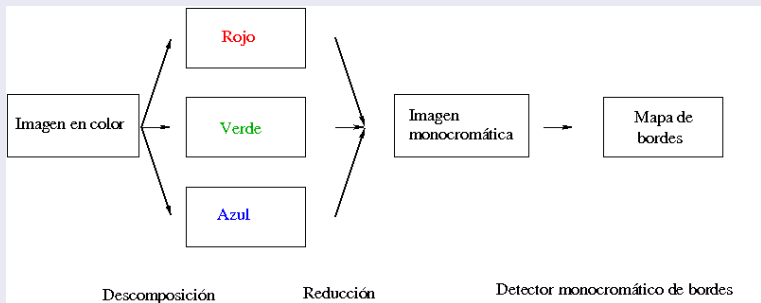 Rojo
Imagen en color
Verde
Azul
Imagen
monocromática
Mapa de
bordes
Descomposición
Reducción
Detector monocromático de bordes